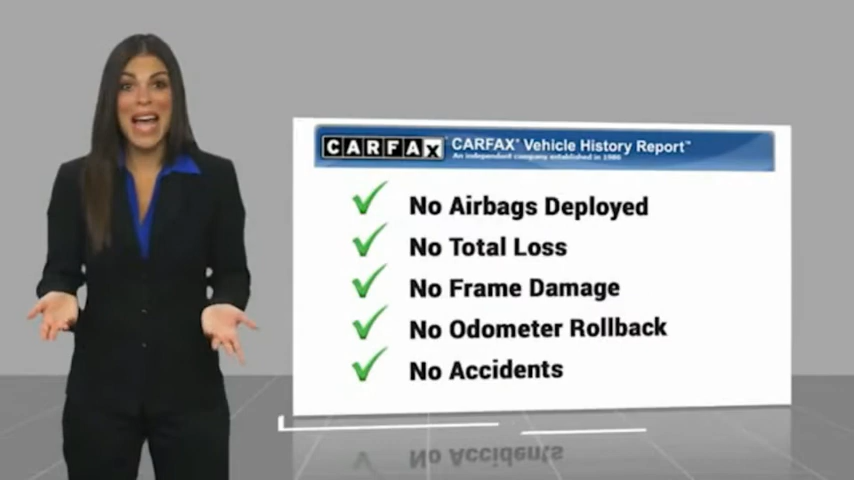 CARFAX CARFAX® Vehicle History Report™
An independent company established in 1986
No Airbags Deployed
No Total Loss
No Frame Damage
No Odometer Rollback
No Accidents
No Accidents